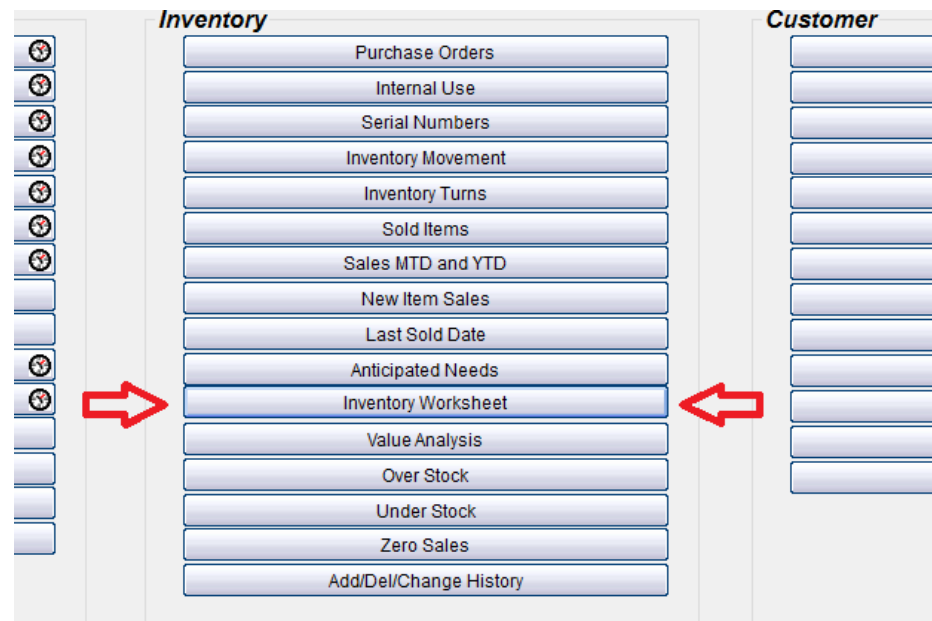 Inventory
Purchase Orders
Internal Use
Serial Numbers
Inventory Movement
Inventory Turns
Sold Items
Sales MTD and YTD
New Item Sales
Last Sold Date
Anticipated Needs
Inventory Worksheet
Value Analysis
Over Stock
Under Stock
Zero Sales
Add/Del/Change History
Customer